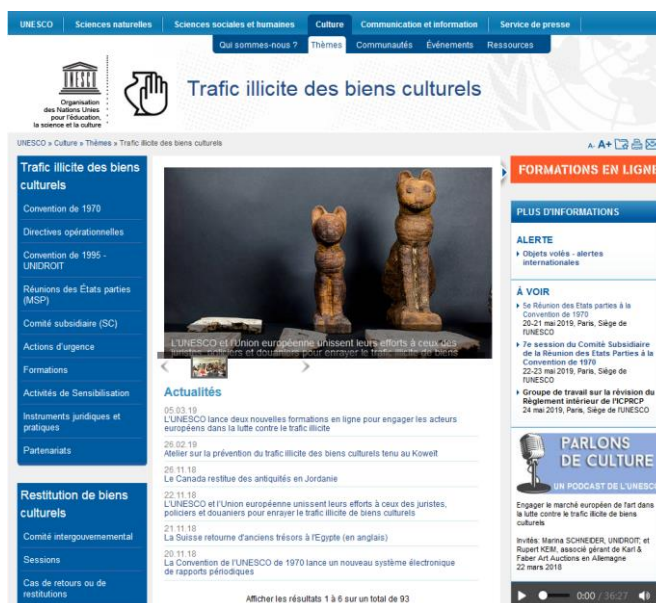 UNESCO Sciences naturelles Sciences sociales et humaines Culture Communication et information Service de presse
Qui sommes-nous ? Thèmes Communautés Événements Ressources
UNESCO
Organisation
des Nations Unies
pour l'éducation,
la science et la culture
Trafic illicite des biens culturels
UNESCO » Culture » Thèmes » Trafic illicite des biens culturels
A- A+
Trafic illicite des biens
culturels
Convention de 1970
Directives opérationnelles
Convention de 1995 -
UNIDROIT
Réunions des États parties
(MSP)
Comité subsidiaire (SC)
Actions d'urgence
Formations
Activités de Sensibilisation
Instruments juridiques et
pratiques
Partenariats
Restitution de biens
culturels
Comité intergouvernemental
Sessions
Cas de retours ou de
restitutions
L'UNESCO et l'Union européenne unissent leurs efforts à ceux des
juristes, policiers et douaniers pour enrayer le trafic illicite de biens
Actualités
05.03.19
L'UNESCO lance deux nouvelles formations en ligne pour engager les acteurs
européens dans la lutte contre le trafic illicite
26.02.19
Atelier sur la prévention du trafic illicite des biens culturels tenu au Koweït
26.11.18
Le Canada restitue des antiquités en Jordanie
22.11.18
L'UNESCO et l'Union européenne unissent leurs efforts à ceux des juristes,
policiers et douaniers pour enrayer le trafic illicite de biens culturels
21.11.18
La Suisse retourne d'anciens trésors à l'Egypte (en anglais)
20.11.18
La Convention de l'UNESCO de 1970 lance un nouveau système électronique
de rapports périodiques
Afficher les résultats 1 à 6 sur un total de 93
FORMATIONS EN LIGNE
PLUS D'INFORMATIONS
ALERTE
Objets volés - alertes
internationales
À VOIR
5e Réunion des Etats parties à la
Convention de 1970
20-21 mai 2019, Paris, Siège de
l'UNESCO
7e session du Comité Subsidiaire
de la Réunion des Etats Parties à la
Convention de 1970
22-23 mai 2019, Paris, Siège de
l'UNESCO
Groupe de travail sur la révision du
Règlement intérieur de l'ICPRCP
24 mai 2019, Paris, Siège de l'UNESCO
PARLONS
DE CULTURE
UN PODCAST DE L'UNESCO
Engager le marché européen de l'art dans
la lutte contre le trafic illicite de biens
culturels
Invités: Marina SCHNEIDER, UNIDROIT; et
Rupert KEIM, associé gérant de Karl &
Faber Art Auctions en Allemagne
22 mars 2018
0:00 / 36:27